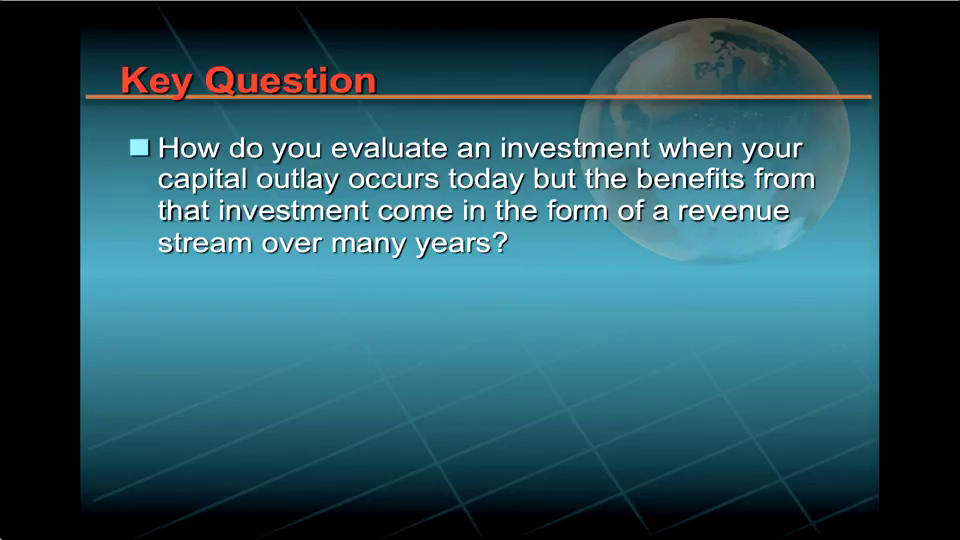 Key Question
How do you evaluate an investment when your
capital outlay occurs today but the benefits from
that investment come in the form of a revenue
stream over many years?